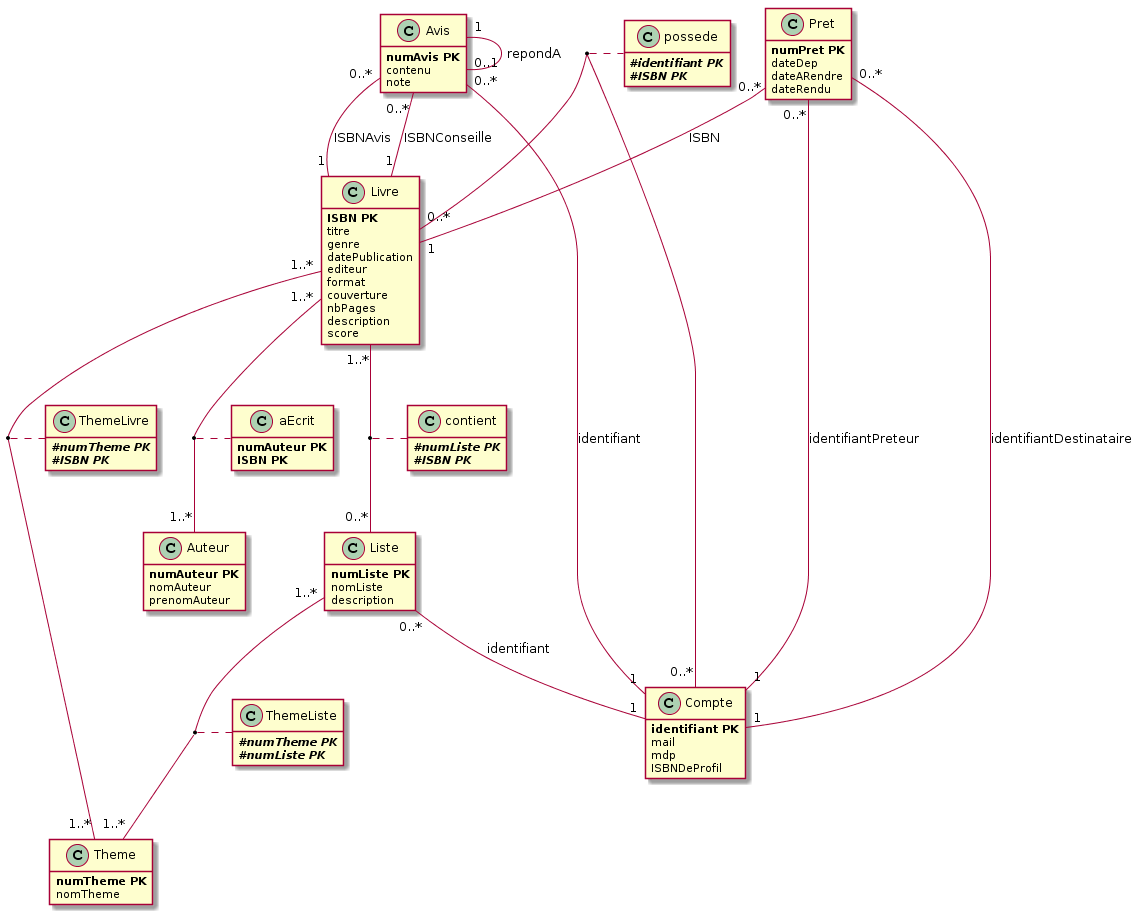 C Avis
numAvis PK
contenu
note
1
repondA
0..1
0..*
0..*
0..*
C possede
#identifiant PK
#ISBN PK
C Pret
numPret PK
dateDep
dateARendre
dateRendu
0..*
0..*
0..*
ISBNAvis
ISBNConseille
ISBN
1
1
C Livre
ISBN PK
titre
genre
datePublication
editeur
format
couverture
nbPages
description
score
0..*
1
1..*
1..*
1..*
C ThemeLivre
#numTheme PK
#ISBN PK
C aEcrit
numAuteur PK
ISBN PK
C contient
#numListe PK
#ISBN PK
identifiant
identifiantPreteur
identifiantDestinataire
1..*
0..*
C Auteur
numAuteur PK
nomAuteur
prenomAuteur
C Liste
numListe PK
nomListe
description
1..*
0..*
identifiant
1
0..*
1
1
1
C Compte
identifiant PK
mail
mdp
ISBNDeProfil
C ThemeListe
#numTheme PK
#numListe PK
1..*
1..*
C Theme
numTheme PK
nomTheme